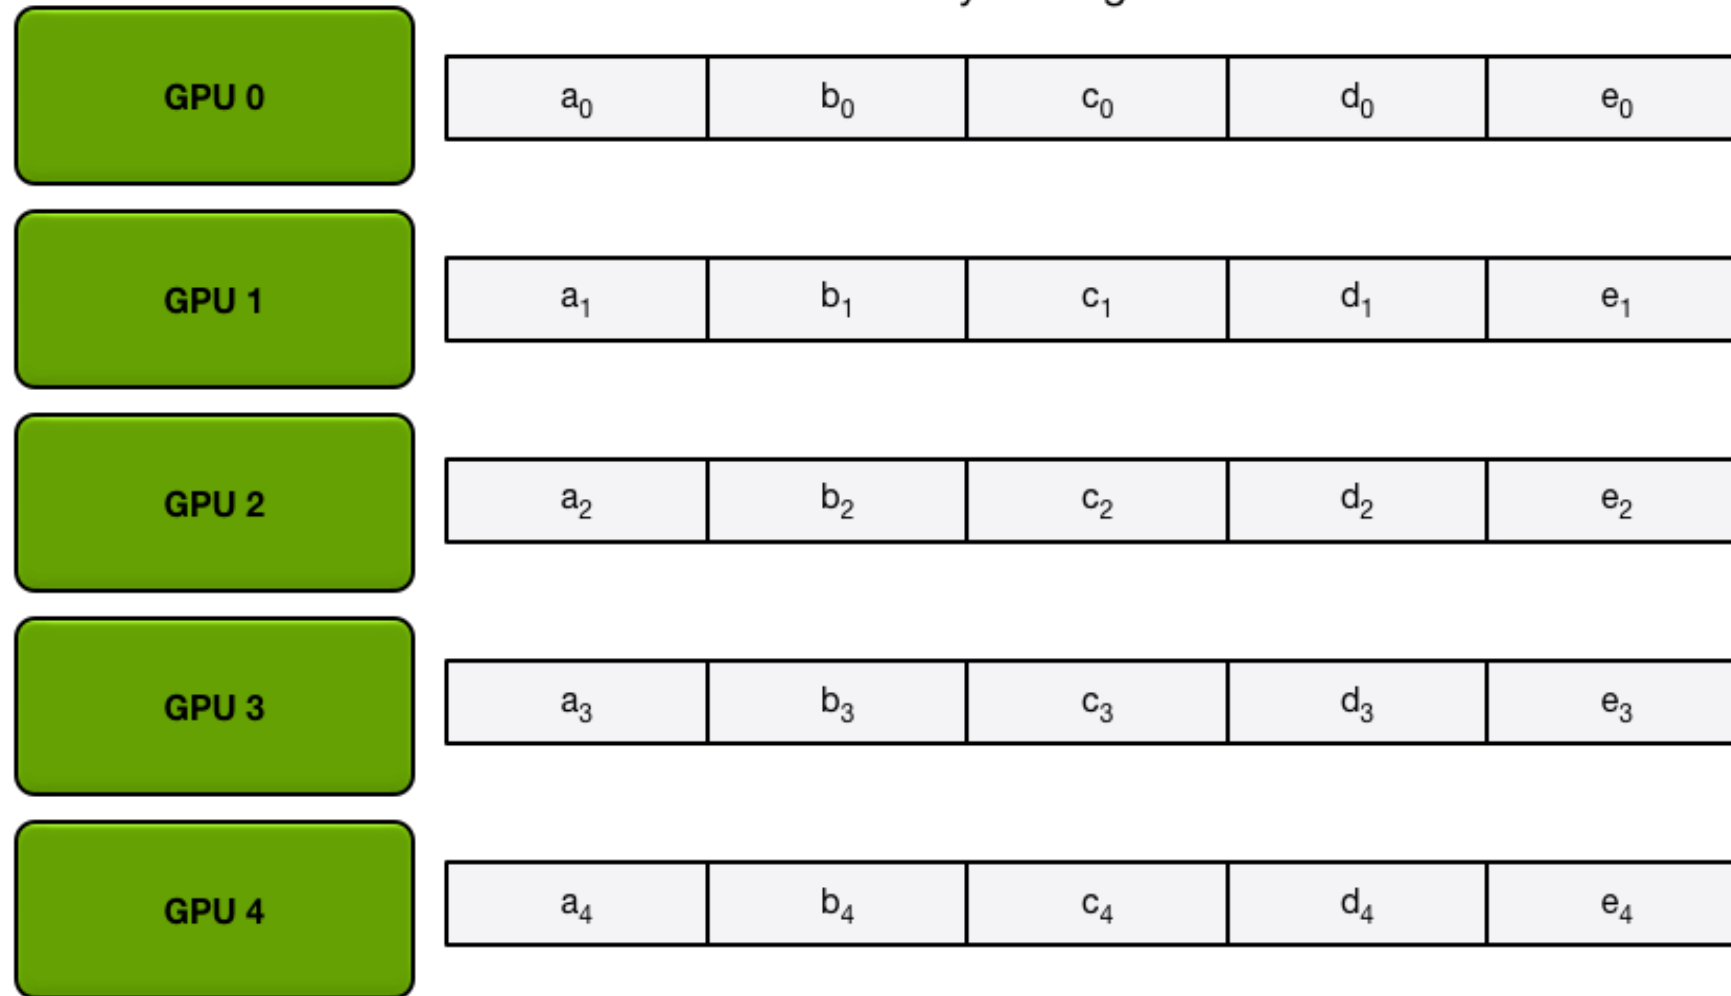 GPU 0 a₀ b₀ c₀ d₀ e₀
GPU 1 a₁ b₁ c₁ d₁ e₁
GPU 2 a₂ b₂ c₂ d₂ e₂
GPU 3 a₃ b₃ c₃ d₃ e₃
GPU 4 a₄ b₄ c₄ d₄ e₄